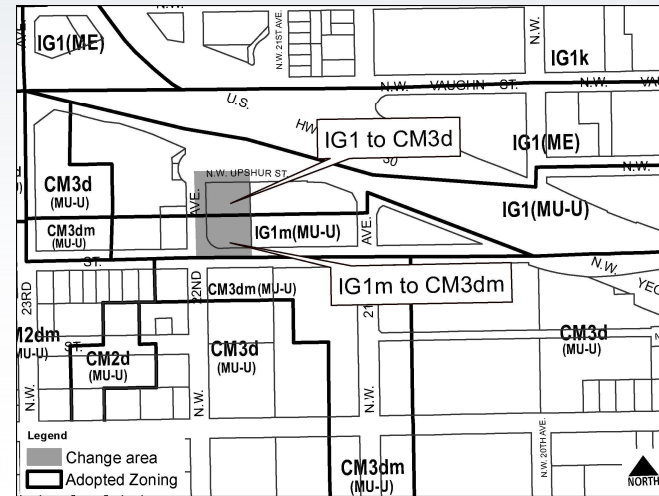 N.W.
AVE.
IG1(ME)
N.W. 21ST AVE.
N.W.
IG1k
N.W. VAUGHN ST.
N.W.
U.S.
HW
30
IG1 to CM3d
IG1(ME)
N.W. UPSHUR ST.
N.W.
CM3d
(MU-U)
AVE.
IG1(MU-U)
CM3dm
(MU-U)
IG1m(MU-U)
AVE.
ST.
N.W.
IG1m to CM3dm
23RD
22ND
CM3dm (MU-U)
21
M2dm
MU-U)
ST.
CM2d
(MU-U)
CM3d
(MU-U)
CM3d
(MU-U)
N.W.
N.W.
N.W.
N.W. 20TH AVE.
Legend
Change area
Adopted Zoning
CM3dm
(MU-U)
NORTH